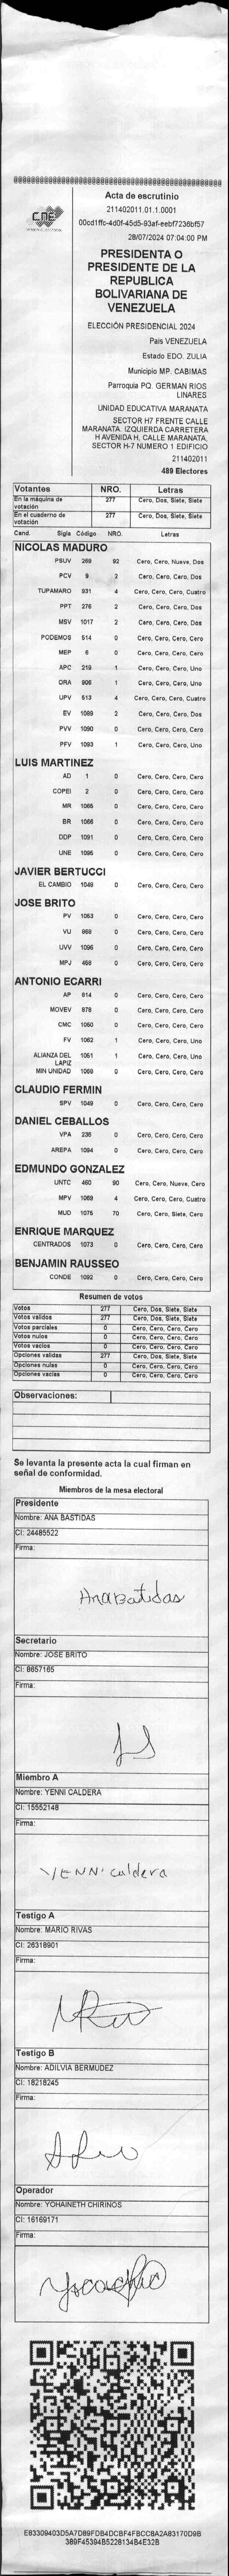 CNE
Acta de escrutinio
211402011.01.1.0001
00cd1ffc-4d0f-45d5-93af-eebf7236bf57
28/07/2024 07:04:00 PM
PRESIDENTA O
PRESIDENTE DE LA
REPUBLICA
BOLIVARIANA DE
VENEZUELA
ELECCIÓN PRESIDENCIAL 2024
País VENEZUELA
Estado EDO. ZULIA
Municipio MP. CABIMAS
Parroquia PQ. GERMAN RIOS
LINARES
UNIDAD EDUCATIVA MARANATA
SECTOR H7 FRENTE CALLE
MARANATA. IZQUIERDA CARRETERA
H AVENIDA H, CALLE MARANATA,
SECTOR H-7 NUMERO 1 EDIFICIO
211402011
489 Electores
Votantes NRO. Letras
En la máquina de votación 277 Cero, Dos, Siete, Siete
En el cuaderno de votación 277 Cero, Dos, Siete, Siete
Cand. Sigla Código NRO. Letras
NICOLAS MADURO
PSUV 269 92 Cero, Cero, Nueve, Dos
PCV 9 2 Cero, Cero, Cero, Dos
TUPAMARO 931 4 Cero, Cero, Cero, Cuatro
PPT 276 2 Cero, Cero, Cero, Dos
MSV 1017 2 Cero, Cero, Cero, Dos
PODEMOS 514 0 Cero, Cero, Cero, Cero
MEP 6 0 Cero, Cero, Cero, Cero
APC 219 1 Cero, Cero, Cero, Uno
ORA 906 1 Cero, Cero, Cero, Uno
UPV 613 4 Cero, Cero, Cero, Cuatro
EV 1089 2 Cero, Cero, Cero, Dos
PVV 1090 0 Cero, Cero, Cero, Cero
PFV 1093 1 Cero, Cero, Cero, Uno
LUIS MARTINEZ
AD 1 0 Cero, Cero, Cero, Cero
COPEI 2 0 Cero, Cero, Cero, Cero
MR 1065 0 Cero, Cero, Cero, Cero
BR 1066 0 Cero, Cero, Cero, Cero
DDP 1091 0 Cero, Cero, Cero, Cero
UNE 1095 0 Cero, Cero, Cero, Cero
JAVIER BERTUCCI
EL CAMBIO 1048 0 Cero, Cero, Cero, Cero
JOSE BRITO
PV 1053 0 Cero, Cero, Cero, Cero
VU 868 0 Cero, Cero, Cero, Cero
UVV 1096 0 Cero, Cero, Cero, Cero
MPJ 468 0 Cero, Cero, Cero, Cero
ANTONIO ECARRI
AP 814 0 Cero, Cero, Cero, Cero
MOVEV 878 0 Cero, Cero, Cero, Cero
CMC 1050 0 Cero, Cero, Cero, Cero
FV 1062 1 Cero, Cero, Cero, Uno
ALIANZA DEL LAPIZ 1051 1 Cero, Cero, Cero, Uno
MIN UNIDAD 1069 0 Cero, Cero, Cero, Cero
CLAUDIO FERMIN
SPV 1049 0 Cero, Cero, Cero, Cero
DANIEL CEBALLOS
VPA 236 0 Cero, Cero, Cero, Cero
AREPA 1094 0 Cero, Cero, Cero, Cero
EDMUNDO GONZALEZ
UNTC 460 90 Cero, Cero, Nueve, Cero
MPV 1069 4 Cero, Cero, Cero, Cuatro
MUD 1076 70 Cero, Cero, Siete, Cero
ENRIQUE MARQUEZ
CENTRADOS 1073 0 Cero, Cero, Cero, Cero
BENJAMIN RAUSSEO
CONDE 1092 0 Cero, Cero, Cero, Cero
Resumen de votos
Votos 277 Cero, Dos, Siete, Siete
Votos validos 277 Cero, Dos, Siete, Siete
Votos parciales 0 Cero, Cero, Cero, Cero
Votos nulos 0 Cero, Cero, Cero, Cero
Votos vacios 0 Cero, Cero, Cero, Cero
Opciones validas 277 Cero, Dos, Siete, Siete
Opciones nulas 0 Cero, Cero, Cero, Cero
Opciones vacias 0 Cero, Cero, Cero, Cero
Observaciones:
Se levanta la presente acta la cual firman en
señal de conformidad.
Miembros de la mesa electoral
Presidente
Nombre: ANA BASTIDAS
CI: 24485522
Firma:
Ana Batidas
Secretario
Nombre: JOSE BRITO
CI: 8657165
Firma:
Miembro A
Nombre: YENNI CALDERA
CI: 15552148
Firma:
YENNI Caldera
Testigo A
Nombre: MARIO RIVAS
CI: 26318901
Firma:
Testigo B
Nombre: ADILVIA BERMUDEZ
CI: 18218245
Firma:
Operador
Nombre: YOHAINETH CHIRINOS
CI: 16169171
Firma:
E83309403D5A7D89FDB4DCBF4FBCC8A2A83170D9B
389F45394B5228134B4E32B